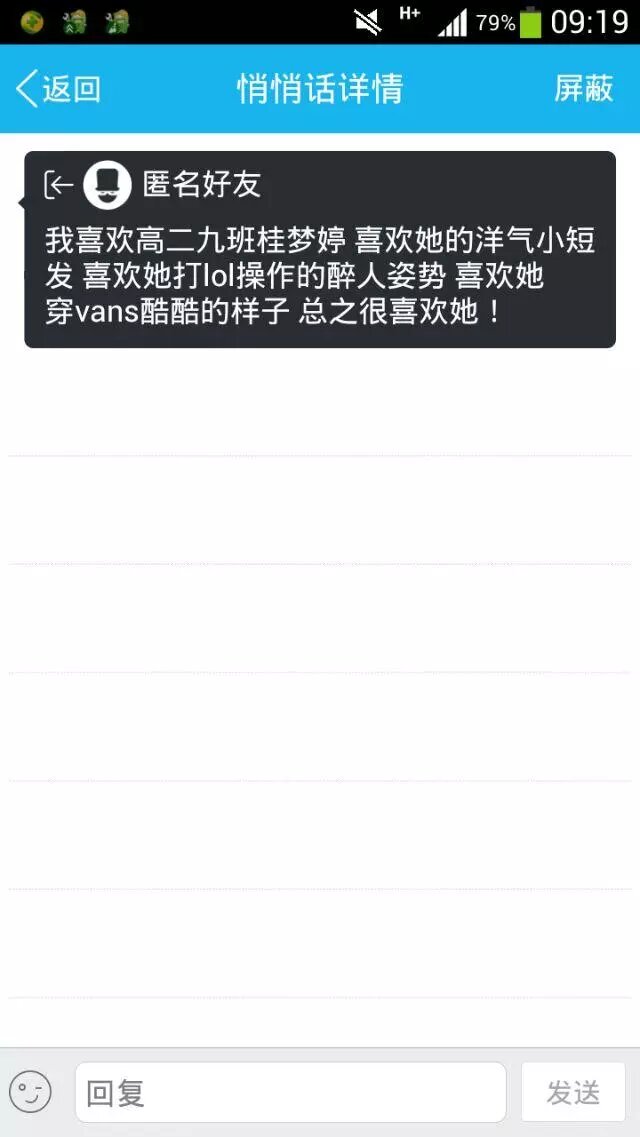 H+ 79% 09:19
返回 悄悄话详情 屏蔽
匿名好友
我喜欢高二九班桂梦婷 喜欢她的洋气小短
发 喜欢她打lol操作的醉人姿势 喜欢她
穿vans酷酷的样子 总之很喜欢她！
回复 发送